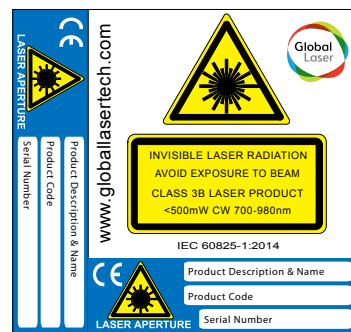 CE
LASER APERTURE
Product Description & Name
Product Code
Serial Number
www.globallasertech.com
Global
Laser
INVISIBLE LASER RADIATION
AVOID EXPOSURE TO BEAM
CLASS 3B LASER PRODUCT
<500mW CW 700-980nm
IEC 60825-1:2014
CE
LASER APERTURE
Product Description & Name
Product Code
Serial Number